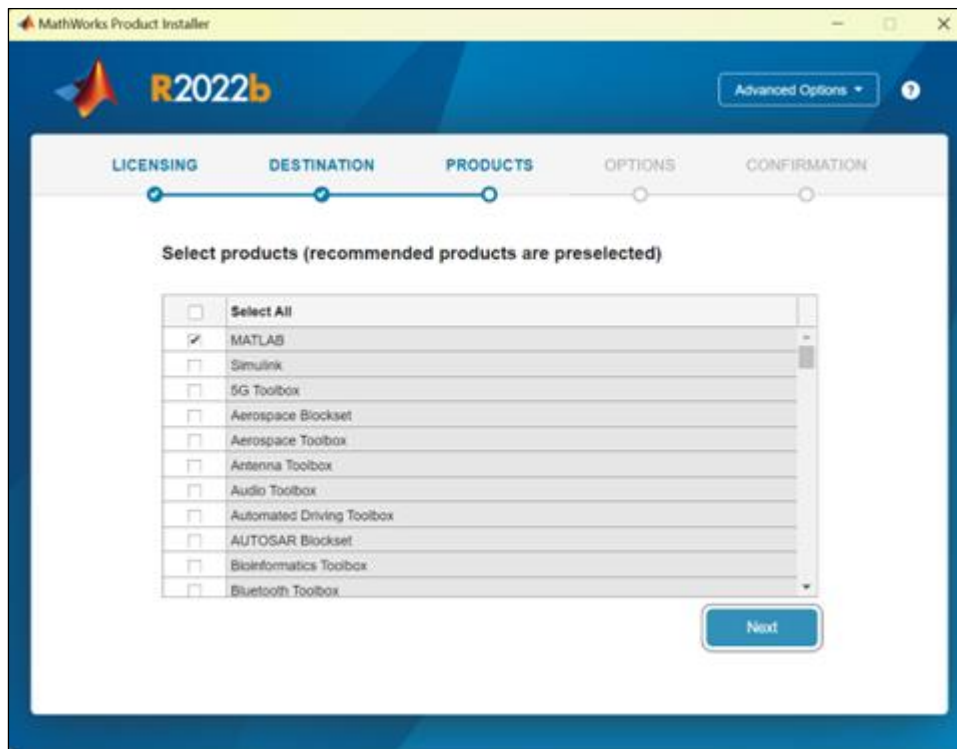 MathWorks Product Installer
R2022b
Advanced Options
?
LICENSING DESTINATION PRODUCTS OPTIONS CONFIRMATION
Select products (recommended products are preselected)
Select All
MATLAB
Simulink
5G Toolbox
Aerospace Blockset
Aerospace Toolbox
Antenna Toolbox
Audio Toolbox
Automated Driving Toolbox
AUTOSAR Blockset
Bioinformatics Toolbox
Bluetooth Toolbox
Next